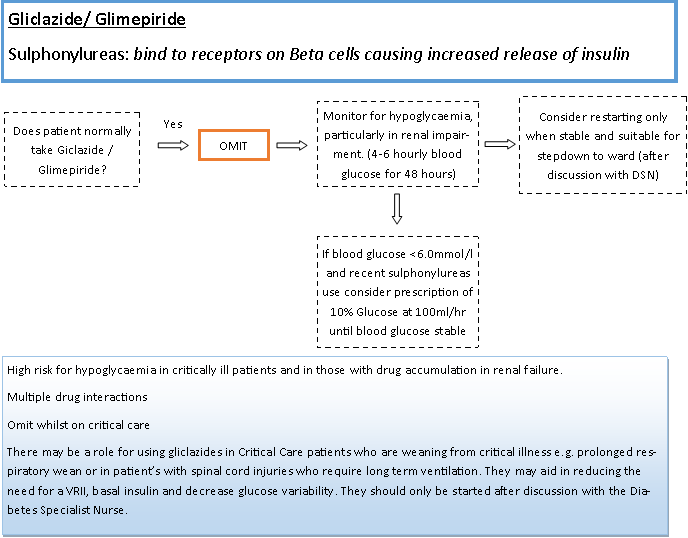 Gliclazide/ Glimepiride
Sulphonylureas: bind to receptors on Beta cells causing increased release of insulin
Does patient normally
take Giclazide /
Glimepiride?
Yes
OMIT
Monitor for hypoglycaemia,
particularly in renal impair-
ment. (4-6 hourly blood
glucose for 48 hours)
Consider restarting only
when stable and suitable for
stepdown to ward (after
discussion with DSN)
If blood glucose <6.0mmol/l
and recent sulphonylureas
use consider prescription of
10% Glucose at 100ml/hr
until blood glucose stable
High risk for hypoglycaemia in critically ill patients and in those with drug accumulation in renal failure.
Multiple drug interactions
Omit whilst on critical care
There may be a role for using gliclazides in Critical Care patients who are weaning from critical illness e.g. prolonged res-
piratory wean or in patient's with spinal cord injuries who require long term ventilation. They may aid in reducing the
need for a VRII, basal insulin and decrease glucose variability. They should only be started after discussion with the Dia-
betes Specialist Nurse.